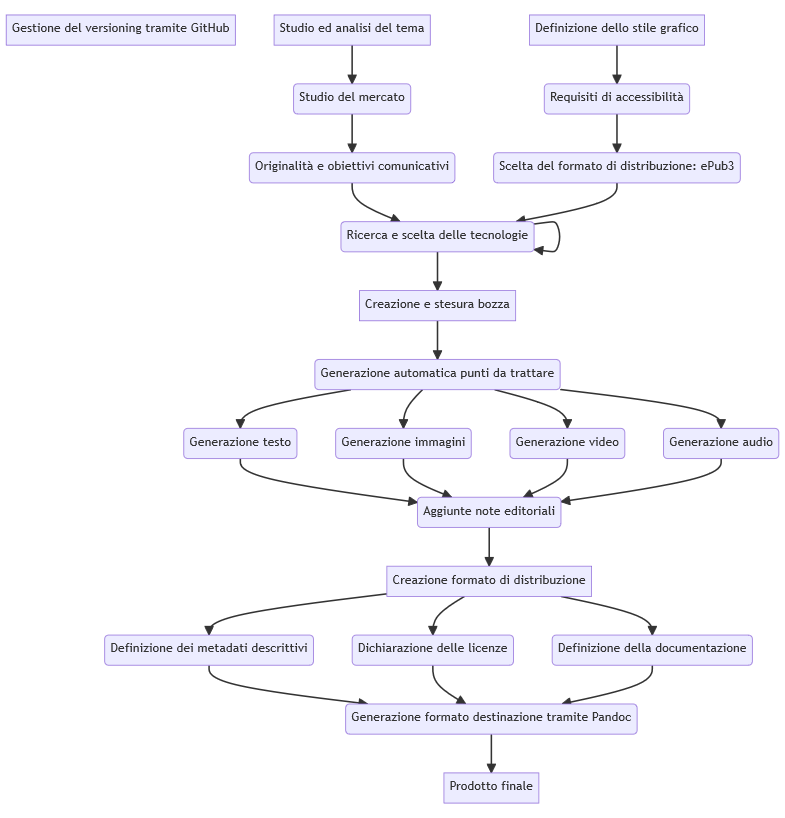 Gestione del versioning tramite GitHub
Studio ed analisi del tema
Definizione dello stile grafico
Studio del mercato
Requisiti di accessibilità
Originalità e obiettivi comunicativi
Scelta del formato di distribuzione: ePub3
Ricerca e scelta delle tecnologie
Creazione e stesura bozza
Generazione automatica punti da trattare
Generazione testo
Generazione immagini
Generazione video
Generazione audio
Aggiunte note editoriali
Creazione formato di distribuzione
Definizione dei metadati descrittivi
Dichiarazione delle licenze
Definizione della documentazione
Generazione formato destinazione tramite Pandoc
Prodotto finale